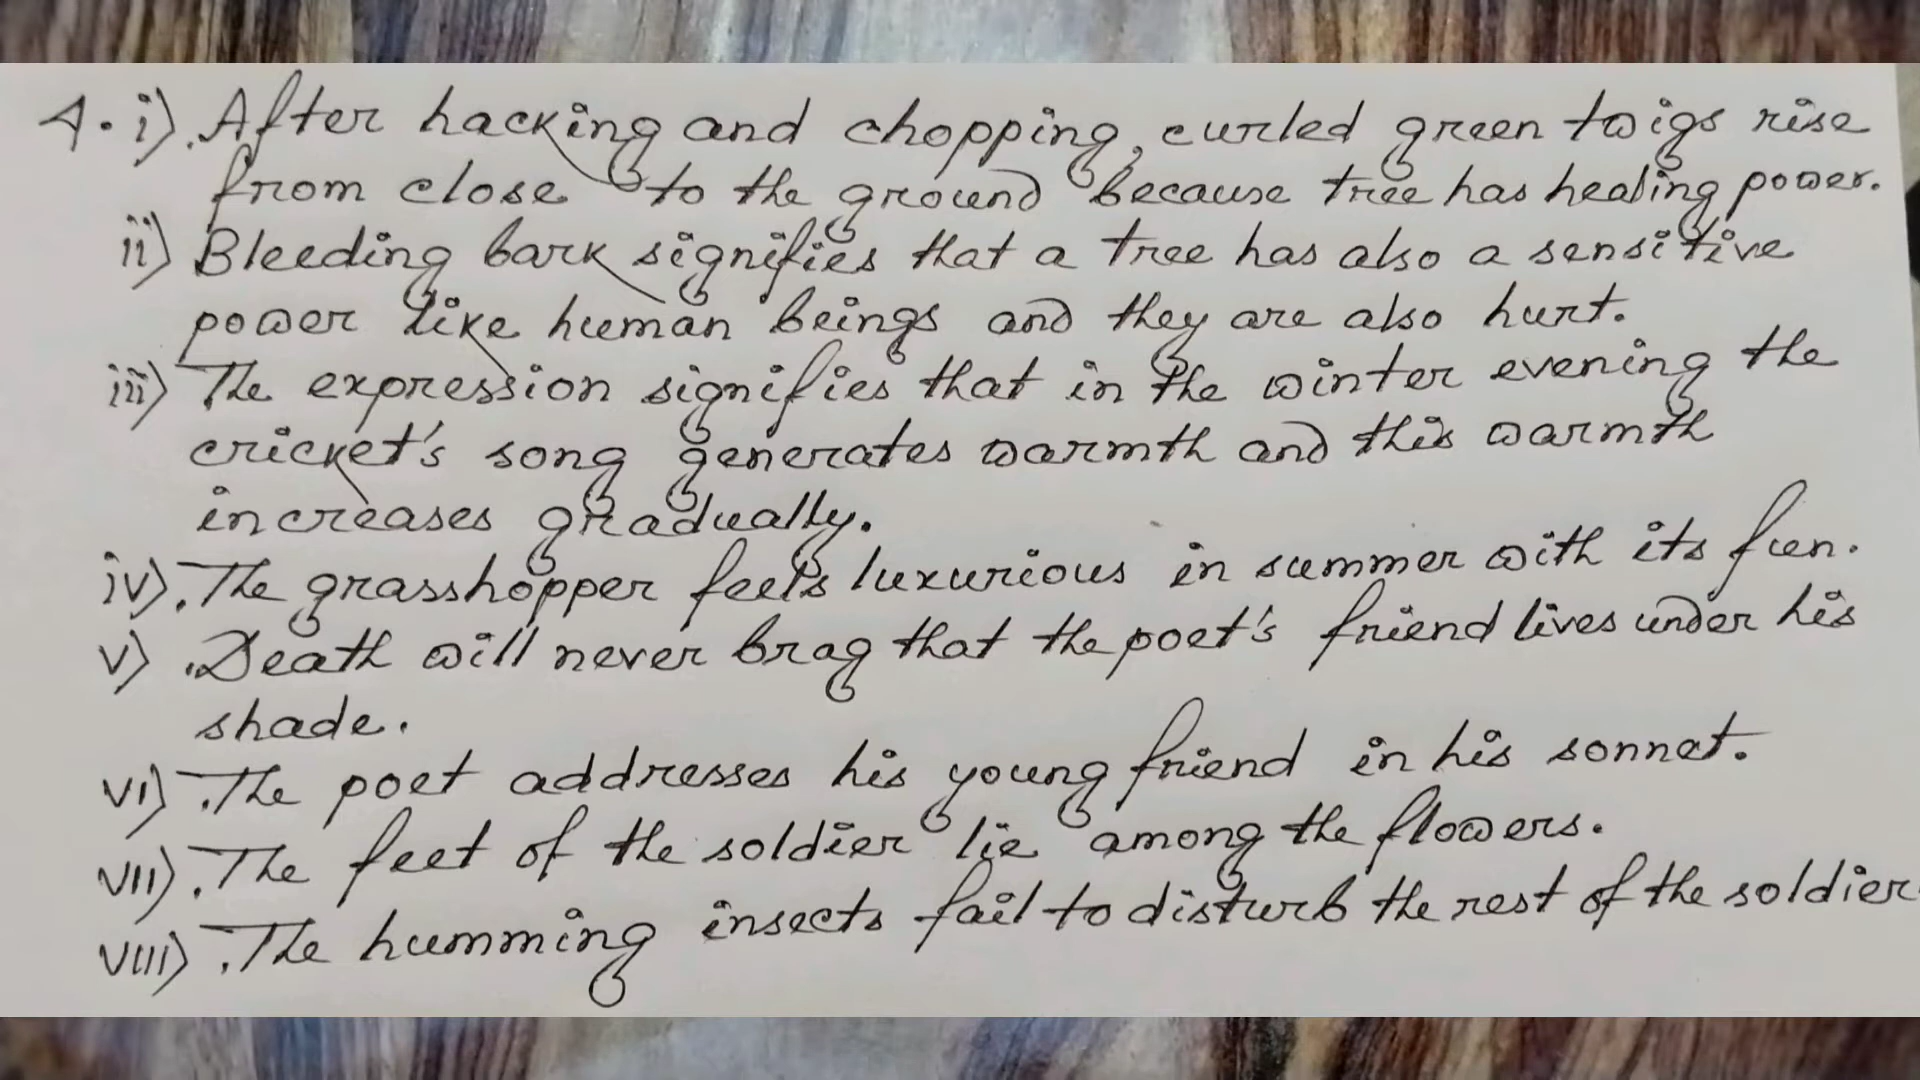 4. i). After hacking and chopping, curled green twigs rise
from close to the ground because tree has healing power.
ii) Bleeding bark signifies that a tree has also a sensitive
power like human beings and they are also hurt.
iii) The expression signifies that in the winter evening the
cricket's song generates warmth and this warmth
increases gradually.
iv). The grasshopper feels luxurious in summer with its fun.
v) .Death will never brag that the poet's friend lives under his
shade.
vi) .The poet addresses his young friend in his sonnet.
vii). The feet of the soldier lie among the flowers.
viii) .The humming insects fail to disturb the rest of the soldier.